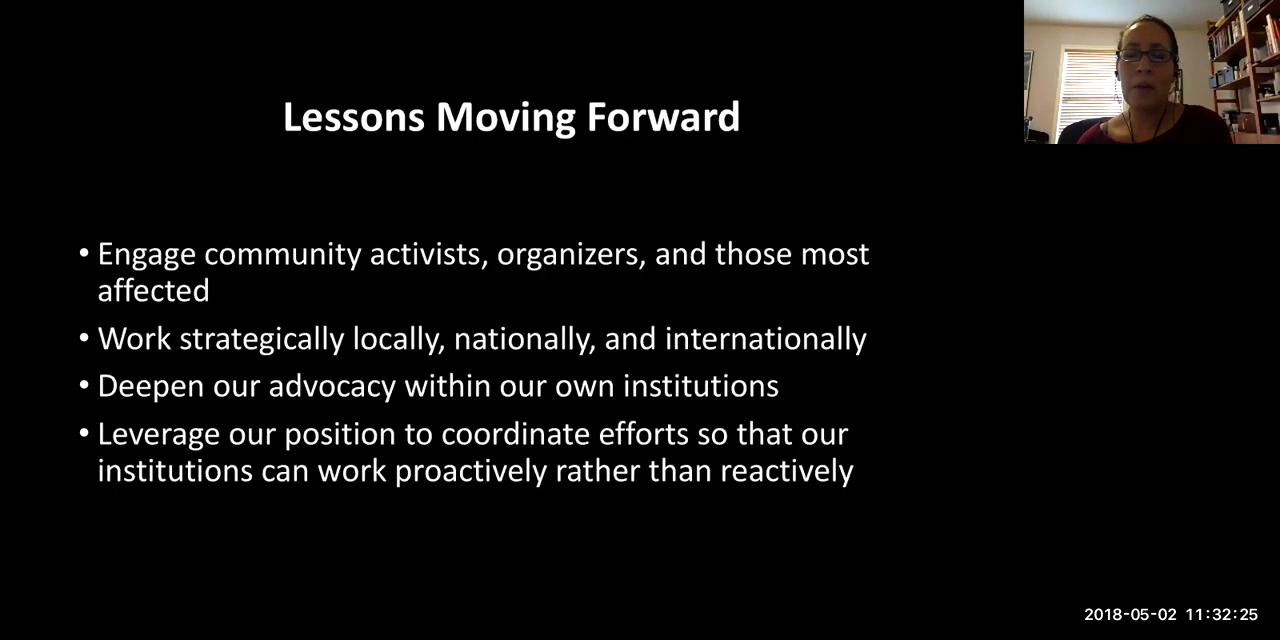 Lessons Moving Forward
• Engage community activists, organizers, and those most
affected
• Work strategically locally, nationally, and internationally
• Deepen our advocacy within our own institutions
• Leverage our position to coordinate efforts so that our
institutions can work proactively rather than reactively
2018-05-02 11:32:25